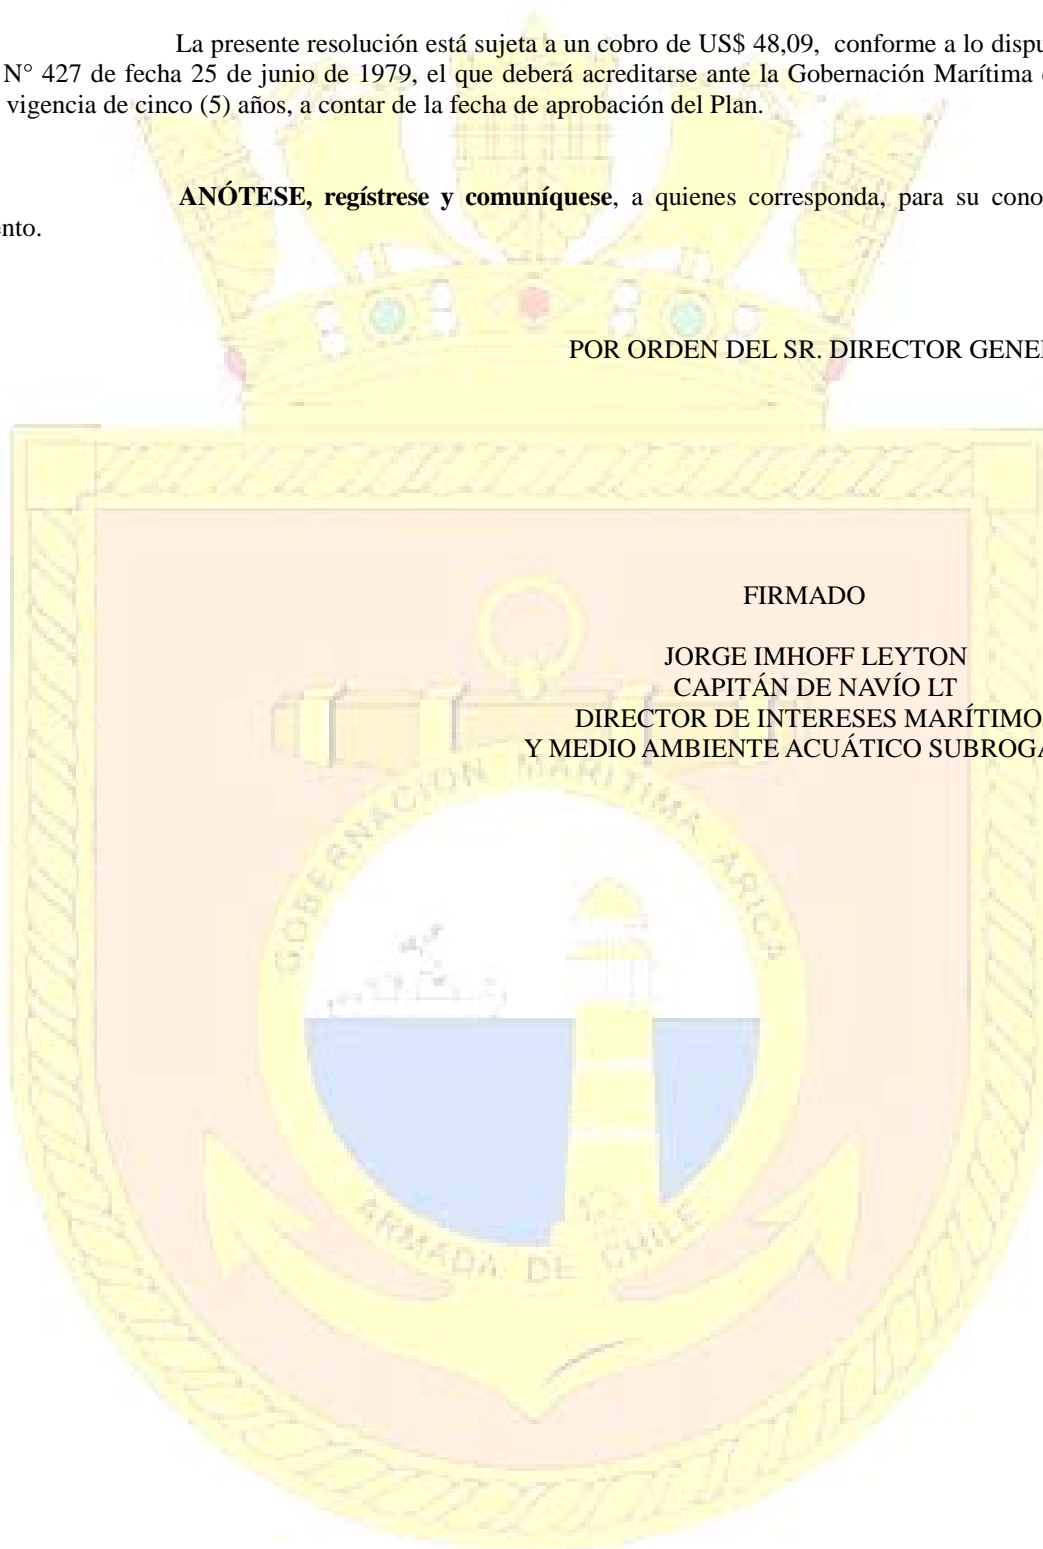 La presente resolución está sujeta a un cobro de US$ 48,09, conforme a lo dispu
N° 427 de fecha 25 de junio de 1979, el que deberá acreditarse ante la Gobernación Marítima
vigencia de cinco (5) años, a contar de la fecha de aprobación del Plan.
ANÓTESE, regístrese y comuníquese, a quienes corresponda, para su cono
ento.
POR ORDEN DEL SR. DIRECTOR GENE
FIRMADO
JORGE IMHOFF LEYTON
CAPITÁN DE NAVÍO LT
DIRECTOR DE INTERESES MARÍTIMO
Y MEDIO AMBIENTE ACUÁTICO SUBROGA
GOBERNACION MARITIMA ARICA
ARMADA DE CHILE